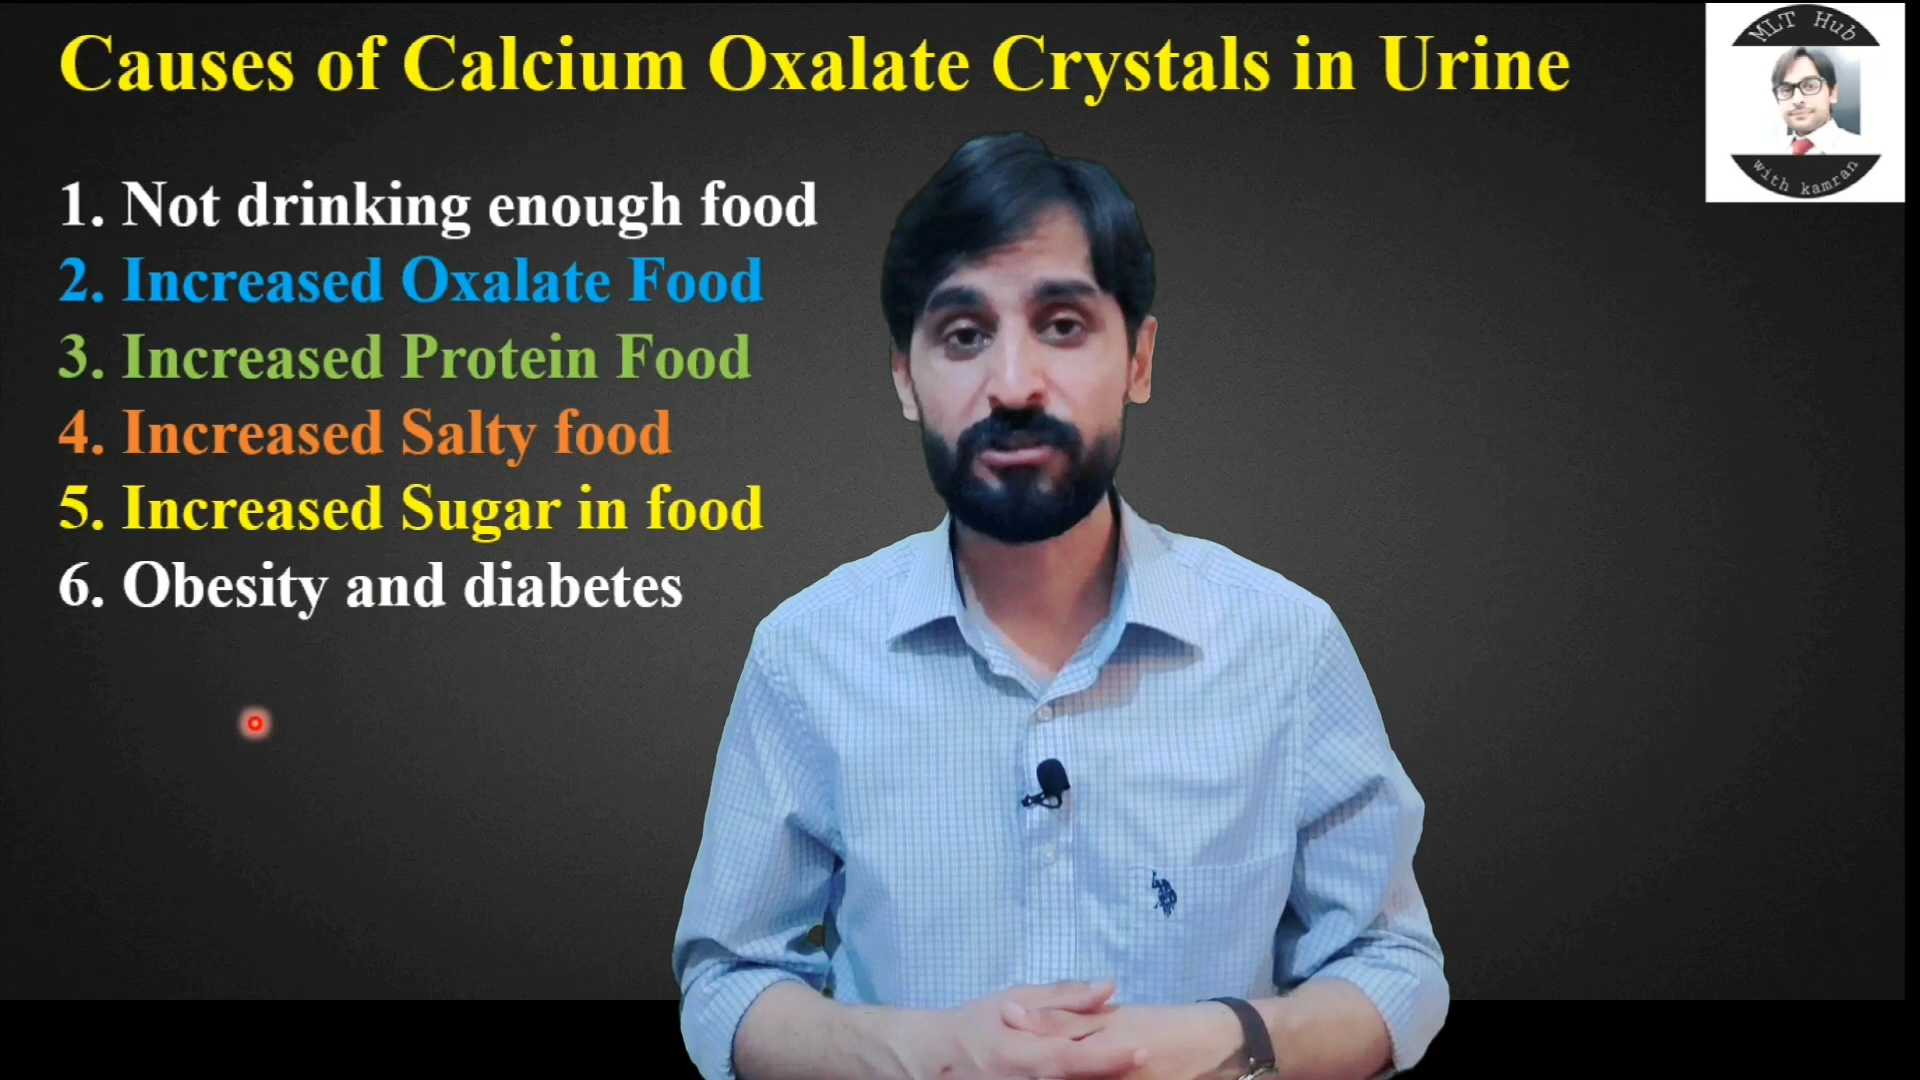 Causes of Calcium Oxalate Crystals in Urine
MLT Hub
with kamran
1. Not drinking enough food
2. Increased Oxalate Food
3. Increased Protein Food
4. Increased Salty food
5. Increased Sugar in food
6. Obesity and diabetes